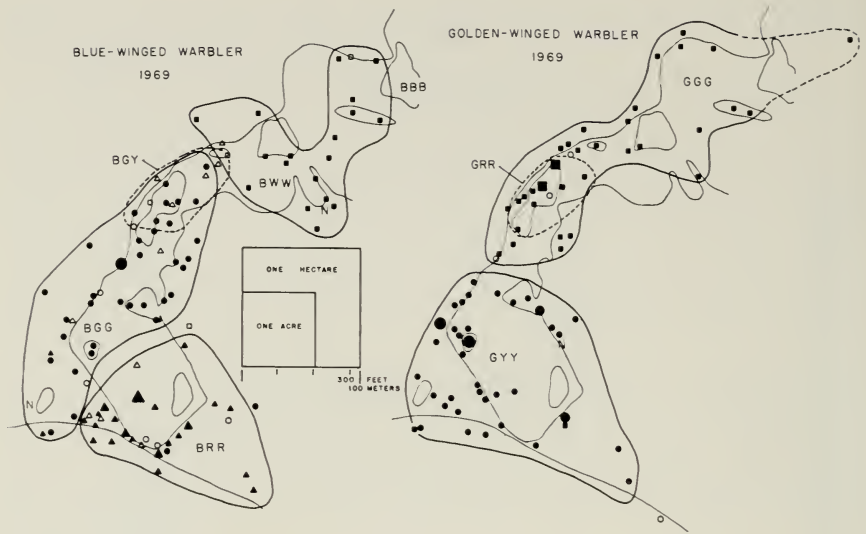 BLUE-WINGED WARBLER
1969
GOLDEN-WINGED WARBLER
1969
BBB
GGG
BGY
BWW
GRR
N
ONE HECTARE
ONE ACRE
300 FEET
100 METERS
BGG
GYY
N
N
BRR